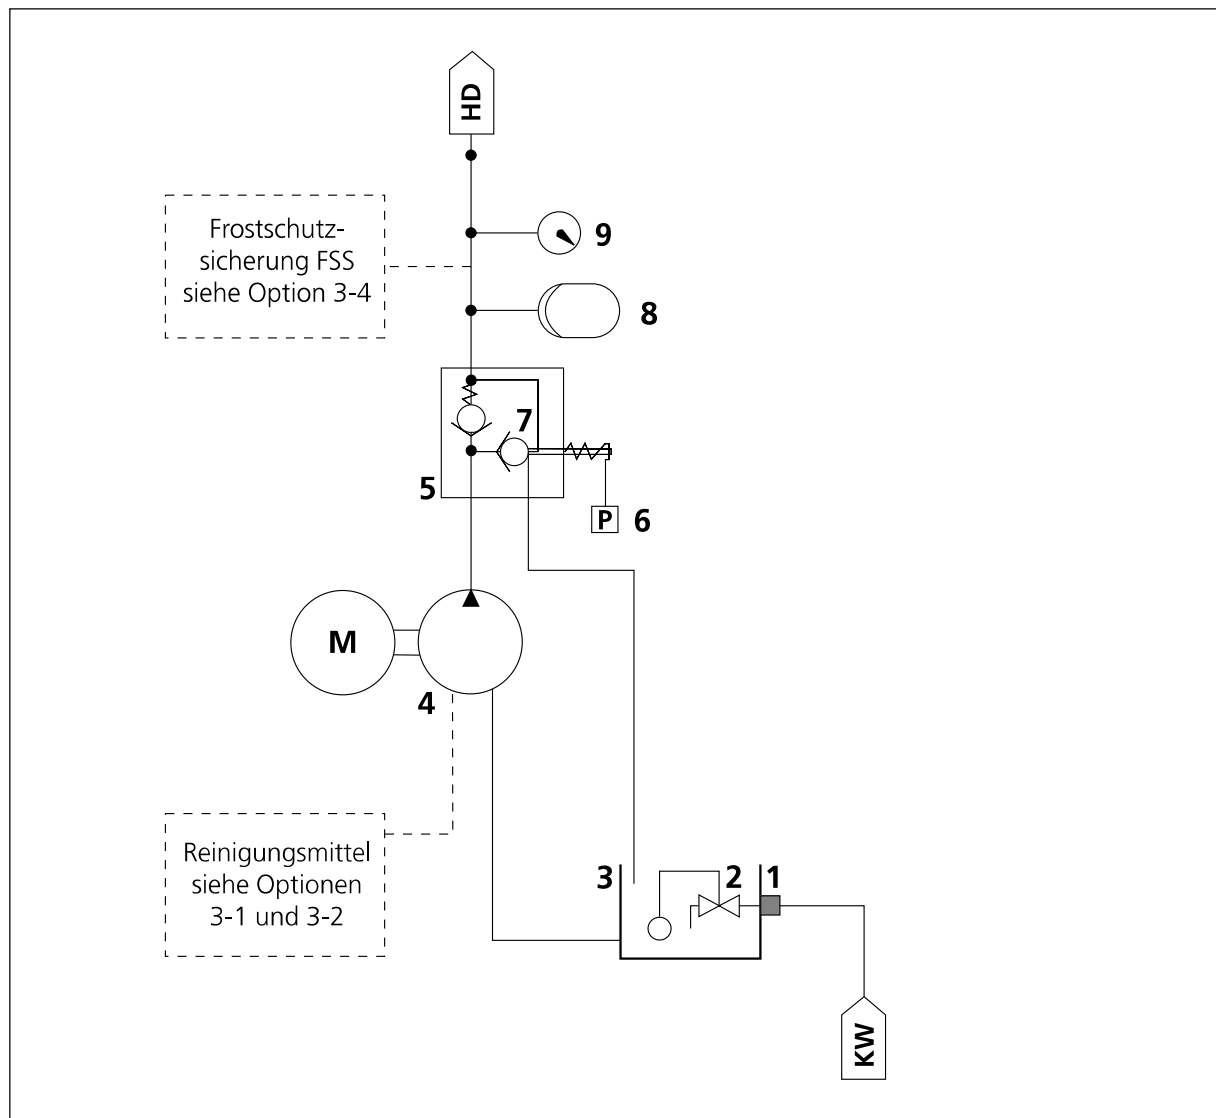 HD
Frostschutz-
sicherung FSS
siehe Option 3-4
9
8
7
5
P
6
M
4
Reinigungsmittel
siehe Optionen
3-1 und 3-2
3
2
1
KW